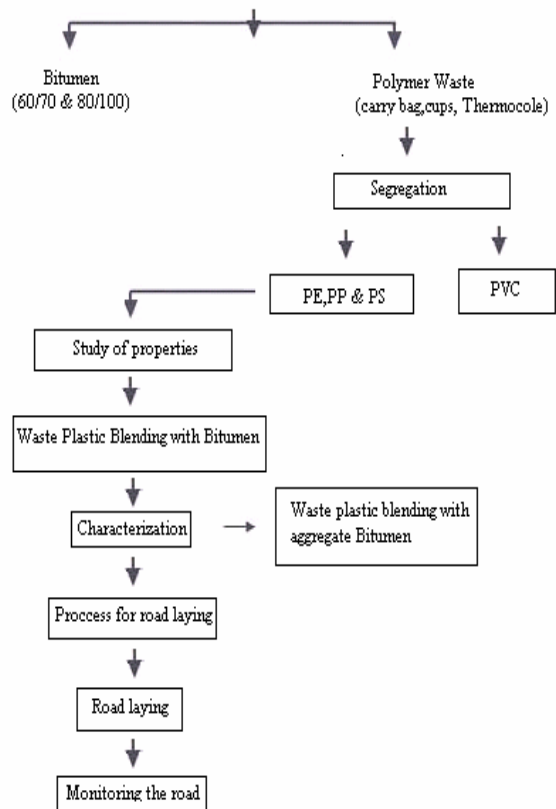 Bitumen
(60/70 & 80/100)
Polymer Waste
(carry bag,cups, Thermocole)
Segregation
PE,PP & PS
PVC
Study of properties
Waste Plastic Blending with Bitumen
Characterization
Waste plastic blending with
aggregate Bitumen
Proccess for road laying
Road laying
Monitoring the road